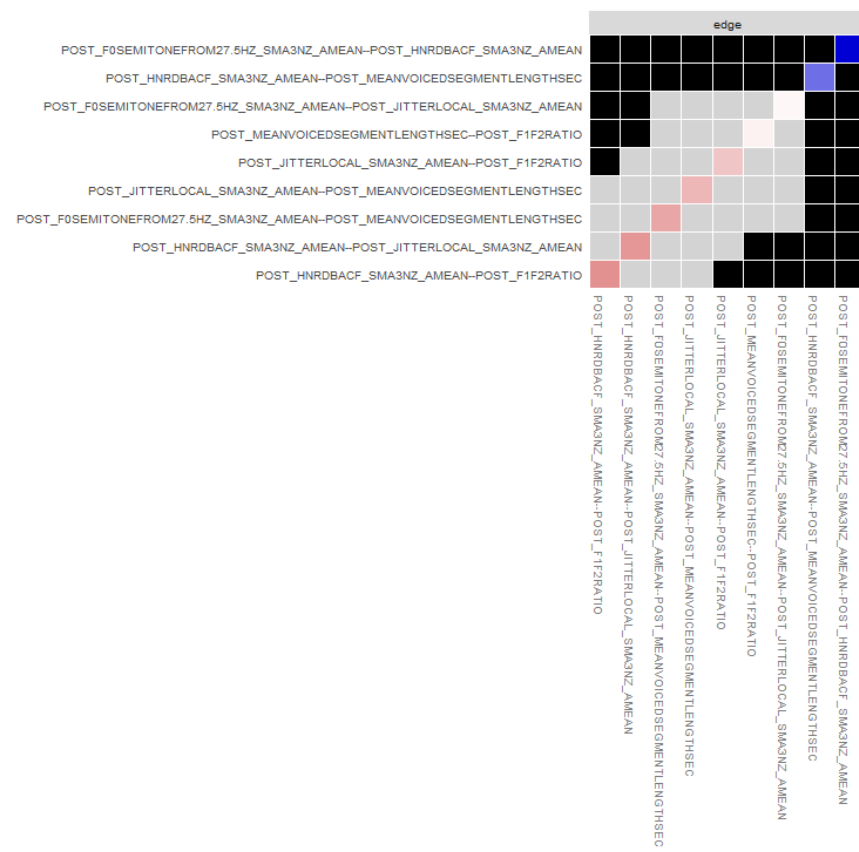 edge
POST_F0SEMITONEFROM27.5HZ_SMA3NZ_AMEAN--POST_HNRDBACF_SMA3NZ_AMEAN
POST_HNRDBACF_SMA3NZ_AMEAN--POST_MEANVOICEDSEGMENTLENGTHSEC
POST_F0SEMITONEFROM27.5HZ_SMA3NZ_AMEAN--POST_JITTERLOCAL_SMA3NZ_AMEAN
POST_MEANVOICEDSEGMENTLENGTHSEC--POST_F1F2RATIO
POST_JITTERLOCAL_SMA3NZ_AMEAN--POST_F1F2RATIO
POST_JITTERLOCAL_SMA3NZ_AMEAN--POST_MEANVOICEDSEGMENTLENGTHSEC
POST_F0SEMITONEFROM27.5HZ_SMA3NZ_AMEAN--POST_MEANVOICEDSEGMENTLENGTHSEC
POST_HNRDBACF_SMA3NZ_AMEAN--POST_JITTERLOCAL_SMA3NZ_AMEAN
POST_HNRDBACF_SMA3NZ_AMEAN--POST_F1F2RATIO
POST_HNRDBACF_SMA3NZ_AMEAN--POST_F1F2RATIO
POST_HNRDBACF_SMA3NZ_AMEAN--POST_JITTERLOCAL_SMA3NZ_AMEAN
POST_F0SEMITONEFROM27.5HZ_SMA3NZ_AMEAN--POST_MEANVOICEDSEGMENTLENGTHSEC
POST_JITTERLOCAL_SMA3NZ_AMEAN--POST_MEANVOICEDSEGMENTLENGTHSEC
POST_JITTERLOCAL_SMA3NZ_AMEAN--POST_F1F2RATIO
POST_MEANVOICEDSEGMENTLENGTHSEC--POST_F1F2RATIO
POST_F0SEMITONEFROM27.5HZ_SMA3NZ_AMEAN--POST_JITTERLOCAL_SMA3NZ_AMEAN
POST_HNRDBACF_SMA3NZ_AMEAN--POST_MEANVOICEDSEGMENTLENGTHSEC
POST_F0SEMITONEFROM27.5HZ_SMA3NZ_AMEAN--POST_HNRDBACF_SMA3NZ_AMEAN